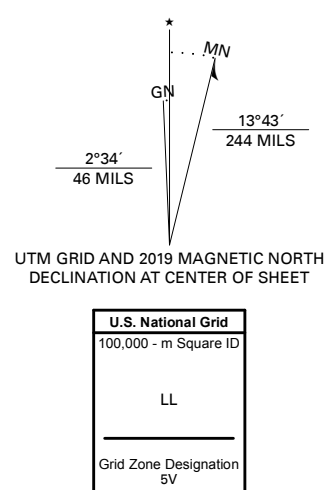 ★
MN
GN
13°43´
244 MILS
2°34´
46 MILS
UTM GRID AND 2019 MAGNETIC NORTH
DECLINATION AT CENTER OF SHEET
U.S. National Grid
100,000 - m Square ID
LL
Grid Zone Designation
5V